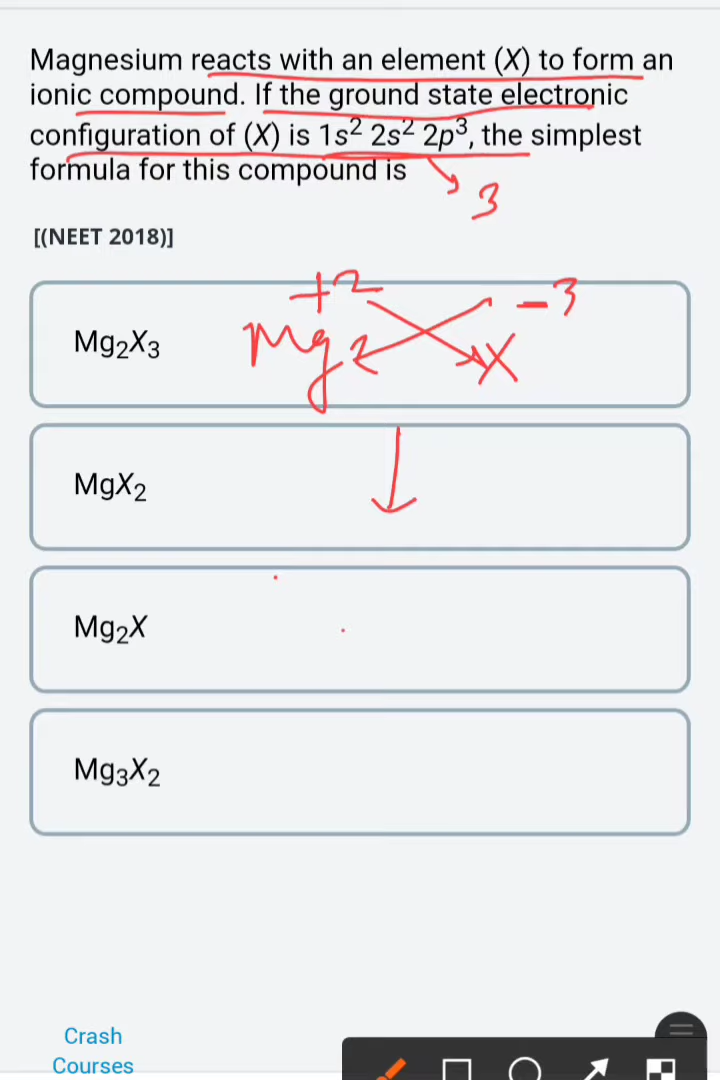 Magnesium reacts with an element (X) to form an
ionic compound. If the ground state electronic
configuration of (X) is 1s² 2s² 2p³, the simplest
formula for this compound is
3
[(NEET 2018)]
+2 -3
Mg₂X₃
Mg 2 X
MgX₂
Mg₂X
Mg₃X₂
Crash
Courses